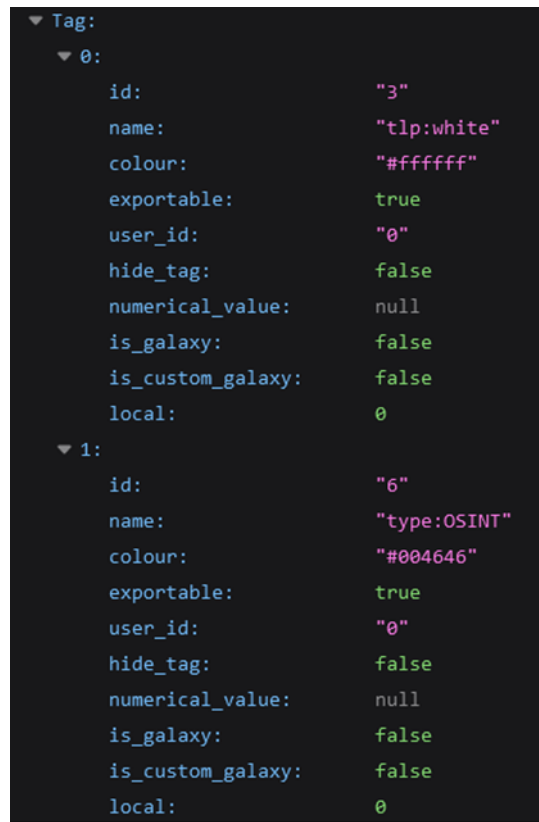 Tag:
0:
id: "3"
name: "tlp:white"
colour: "#ffffff"
exportable: true
user_id: "0"
hide_tag: false
numerical_value: null
is_galaxy: false
is_custom_galaxy: false
local: 0
1:
id: "6"
name: "type:OSINT"
colour: "#004646"
exportable: true
user_id: "0"
hide_tag: false
numerical_value: null
is_galaxy: false
is_custom_galaxy: false
local: 0